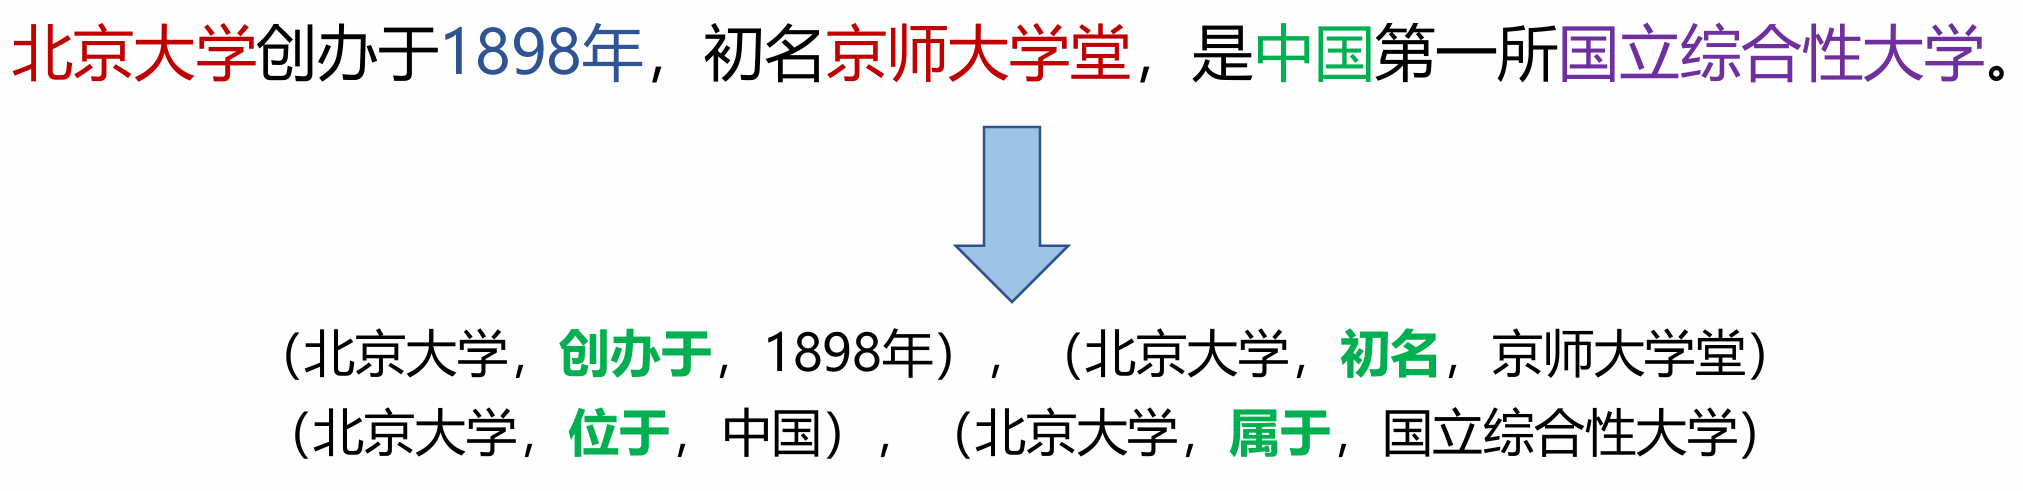 北京大学创办于1898年，初名京师大学堂，是中国第一所国立综合性大学。
（北京大学，创办于，1898年），（北京大学，初名，京师大学堂）
（北京大学，位于，中国），（北京大学，属于，国立综合性大学）